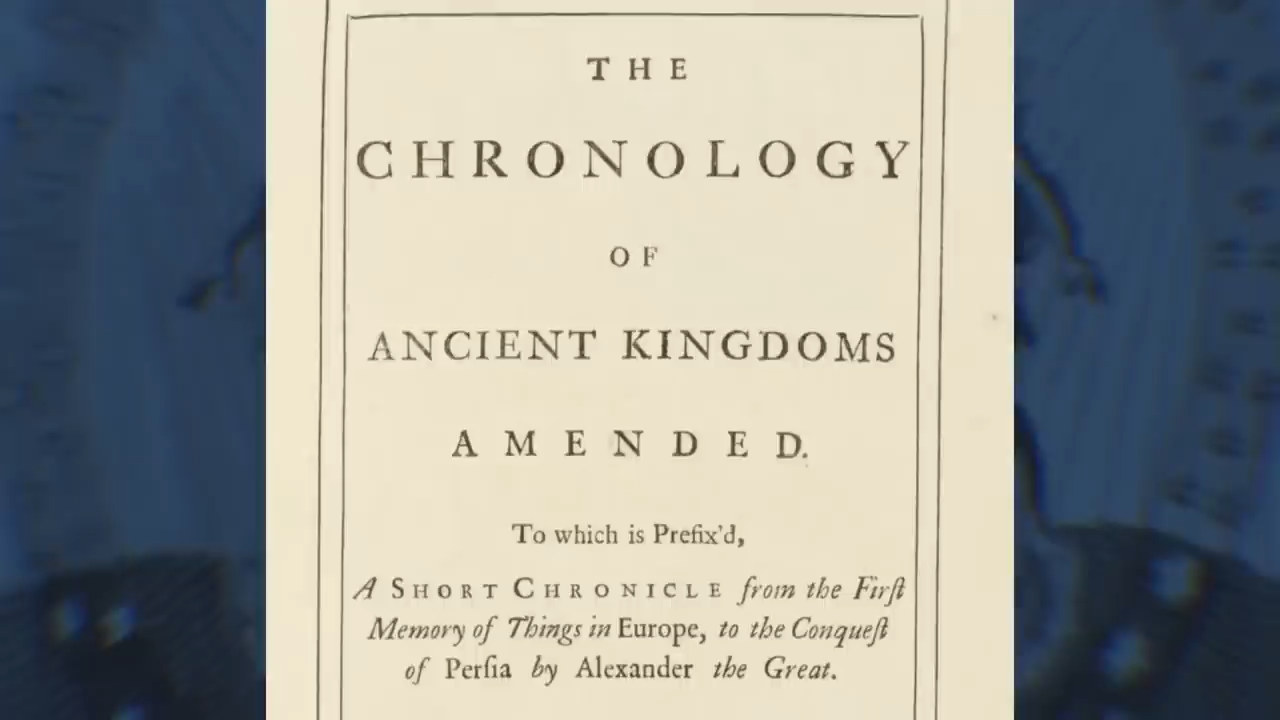 THE
CHRONOLOGY
OF
ANCIENT KINGDOMS
AMENDED.
To which is Prefix'd,
A SHORT CHRONICLE from the Firſt
Memory of Things in Europe, to the Conqueſt
of Perſia by Alexander the Great.